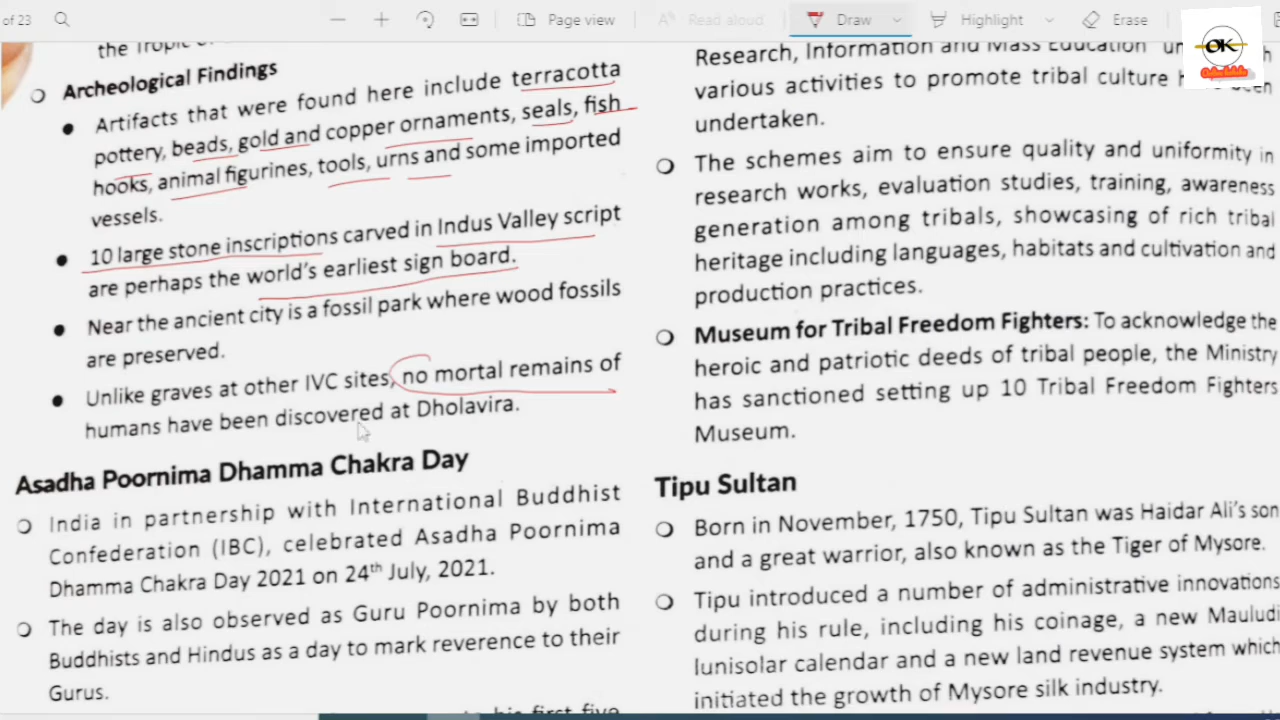 of 23
Page view
Read aloud
Draw
Highlight
Erase
OK
the Tropic
Archeological Findings
Artifacts that were found here include terracotta
pottery, beads, gold and copper ornaments, seals, fish
hooks, animal figurines, tools, urns and some imported
vessels.
10 large stone inscriptions carved in Indus Valley script
are perhaps the world's earliest sign board.
Near the ancient city is a fossil park where wood fossils
are preserved.
Unlike graves at other IVC sites, no mortal remains of
humans have been discovered at Dholavira.
Asadha Poornima Dhamma Chakra Day
India in partnership with International Buddhist
Confederation (IBC), celebrated Asadha Poornima
Dhamma Chakra Day 2021 on 24th July, 2021.
The day is also observed as Guru Poornima by both
Buddhists and Hindus as a day to mark reverence to their
Gurus.
his first five
Research, Information and Mass Education
various activities to promote tribal culture been
undertaken.
The schemes aim to ensure quality and uniformity in
research works, evaluation studies, training, awareness
generation among tribals, showcasing of rich tribal
heritage including languages, habitats and cultivation and
production practices.
Museum for Tribal Freedom Fighters: To acknowledge the
heroic and patriotic deeds of tribal people, the Ministry
has sanctioned setting up 10 Tribal Freedom Fighters
Museum.
Tipu Sultan
Born in November, 1750, Tipu Sultan was Haidar Ali's son
and a great warrior, also known as the Tiger of Mysore.
Tipu introduced a number of administrative innovations
during his rule, including his coinage, a new Mauludi
lunisolar calendar and a new land revenue system which
initiated the growth of Mysore silk industry.